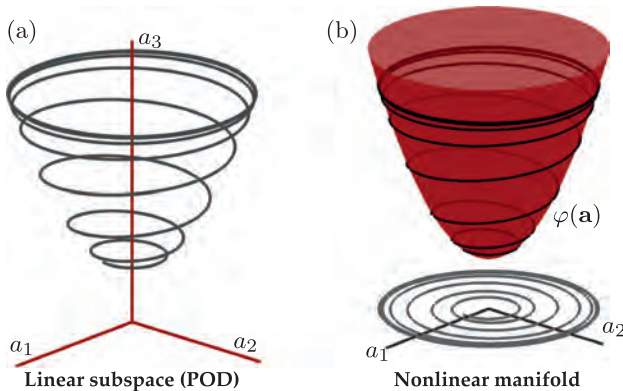 (a)
a₃
a₁
a₂
Linear subspace (POD)
(b)
φ(a)
a₁
a₂
Nonlinear manifold